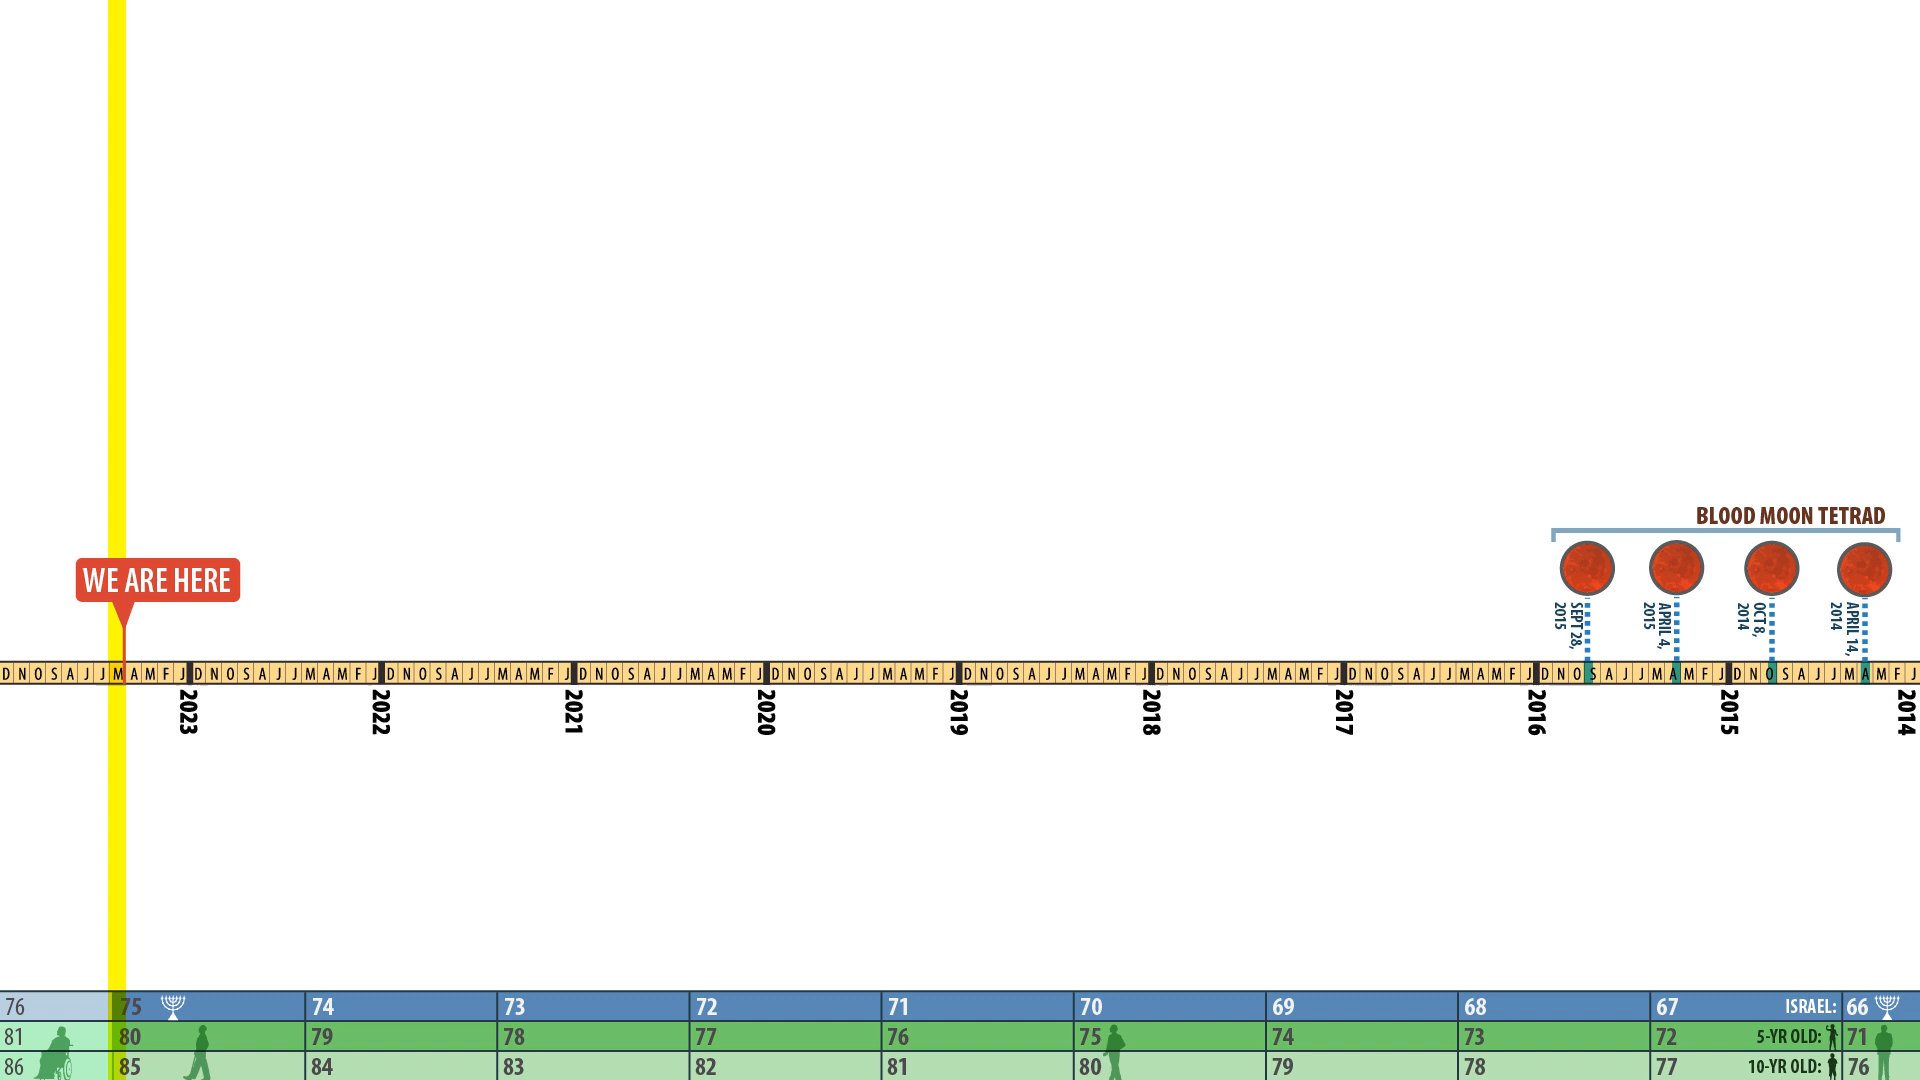 BLOOD MOON TETRAD
WE ARE HERE
SEPT 28,
2015
APRIL 4,
2015
OCT 8,
2014
APRIL 14,
2014
D N O S A J J M A M F J D N O S A J J M A M F J D N O S A J J M A M F J D N O S A J J M A M F J D N O S A J J M A M F J D N O S A J J M A M F J D N O S A J J M A M F J D N O S A J J M A M F J D N O S A J J M A M F J D N O S A J J M A M F J
2023 2022 2021 2020 2019 2018 2017 2016 2015 2014
76 75 74 73 72 71 70 69 68 67 ISRAEL: 66
81 80 79 78 77 76 75 74 73 72 5-YR OLD: 71
86 85 84 83 82 81 80 79 78 77 10-YR OLD: 76